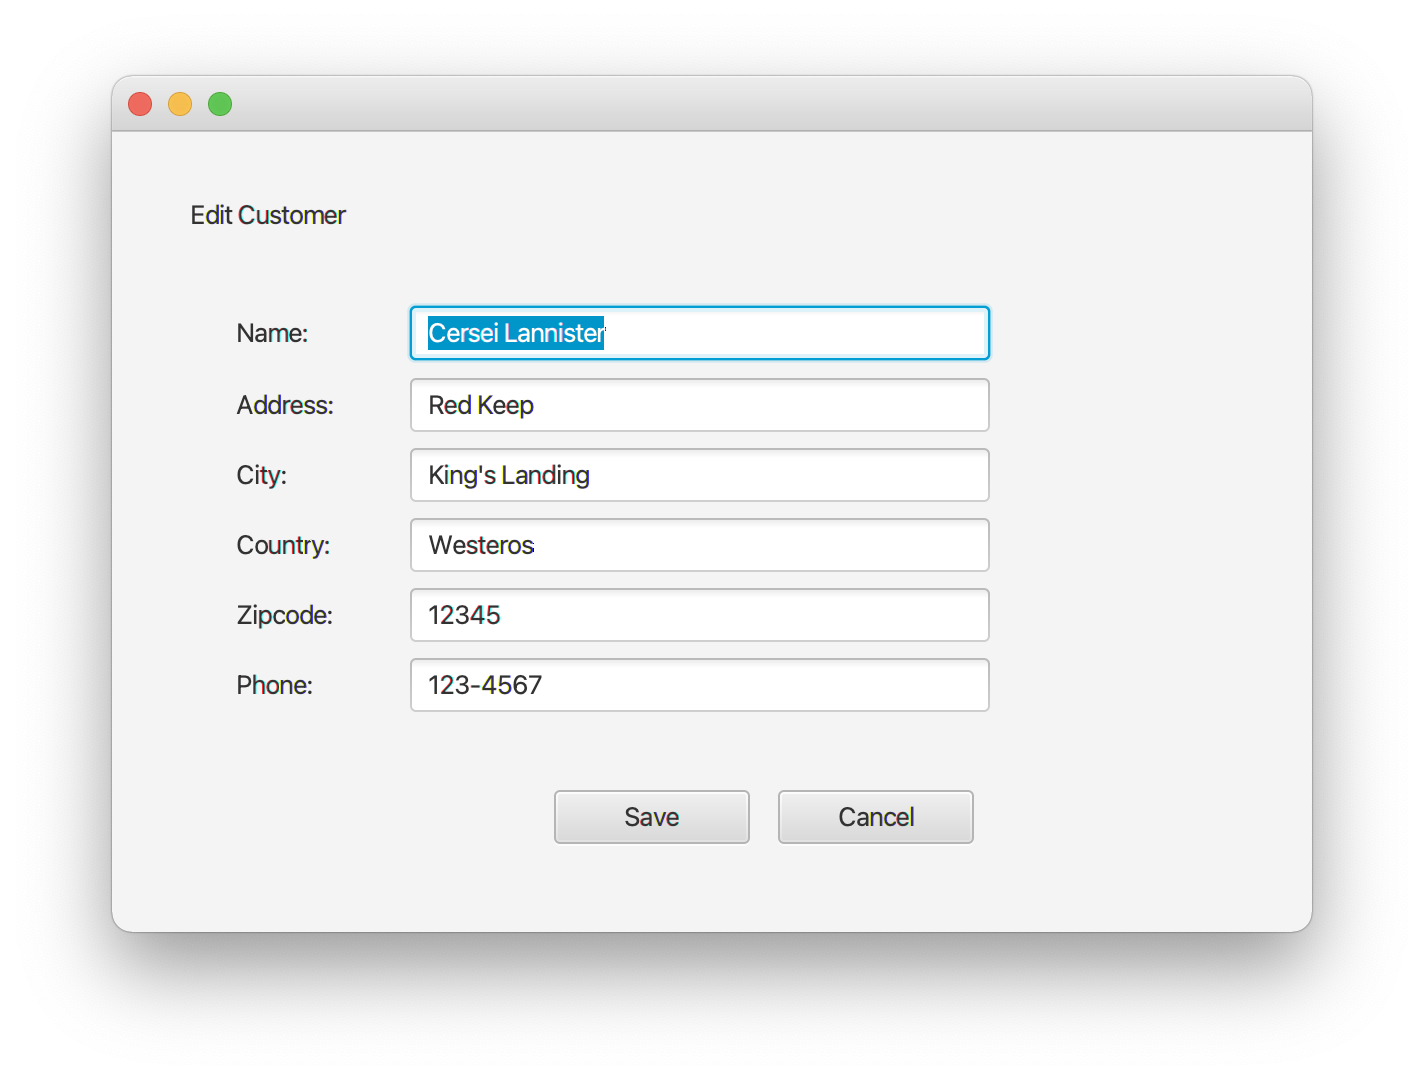 Edit Customer
Name: Cersei Lannister
Address: Red Keep
City: King's Landing
Country: Westeros
Zipcode: 12345
Phone: 123-4567
Save Cancel